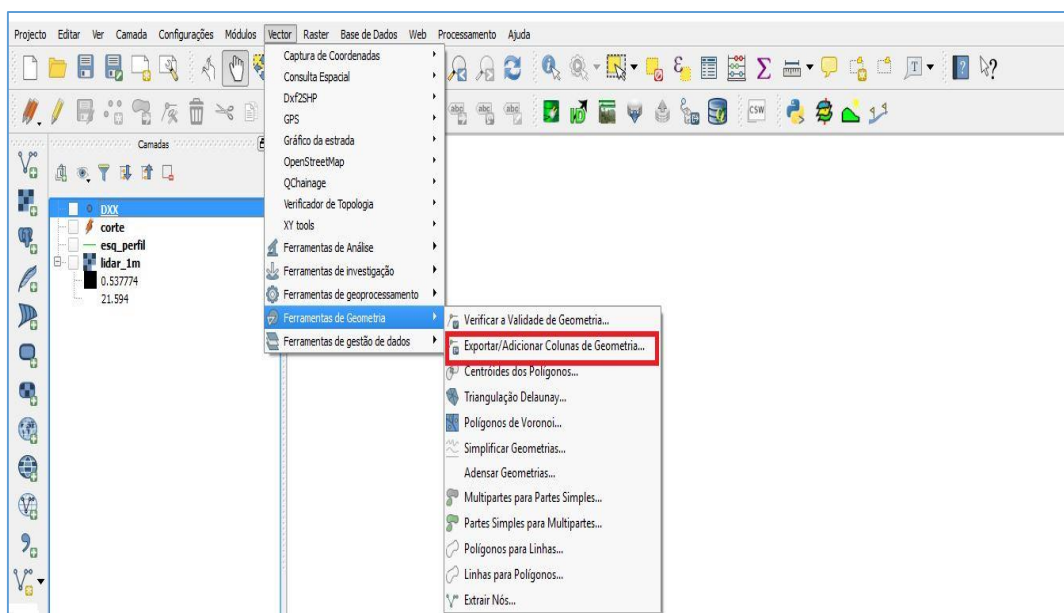 Projecto Editar Ver Camada Configurações Módulos Vector Raster Base de Dados Web Processamento Ajuda
Captura de Coordenadas
Consulta Espacial
Dxf2SHP
GPS
Gráfico da estrada
OpenStreetMap
QChainage
Verificador de Topologia
XY tools
Ferramentas de Análise
Ferramentas de investigação
Ferramentas de geoprocessamento
Ferramentas de Geometria
Ferramentas de gestão de dados
abc abc abc
CSW
Camadas
DXX
corte
esq_perfil
lidar_1m
0.537774
21.594
Verificar a Validade de Geometria...
Exportar/Adicionar Colunas de Geometria...
Centróides dos Polígonos...
Triangulação Delaunay...
Polígonos de Voronoi...
Simplificar Geometrias...
Adensar Geometrias...
Multipartes para Partes Simples...
Partes Simples para Multipartes...
Polígonos para Linhas...
Linhas para Polígonos...
Extrair Nós...